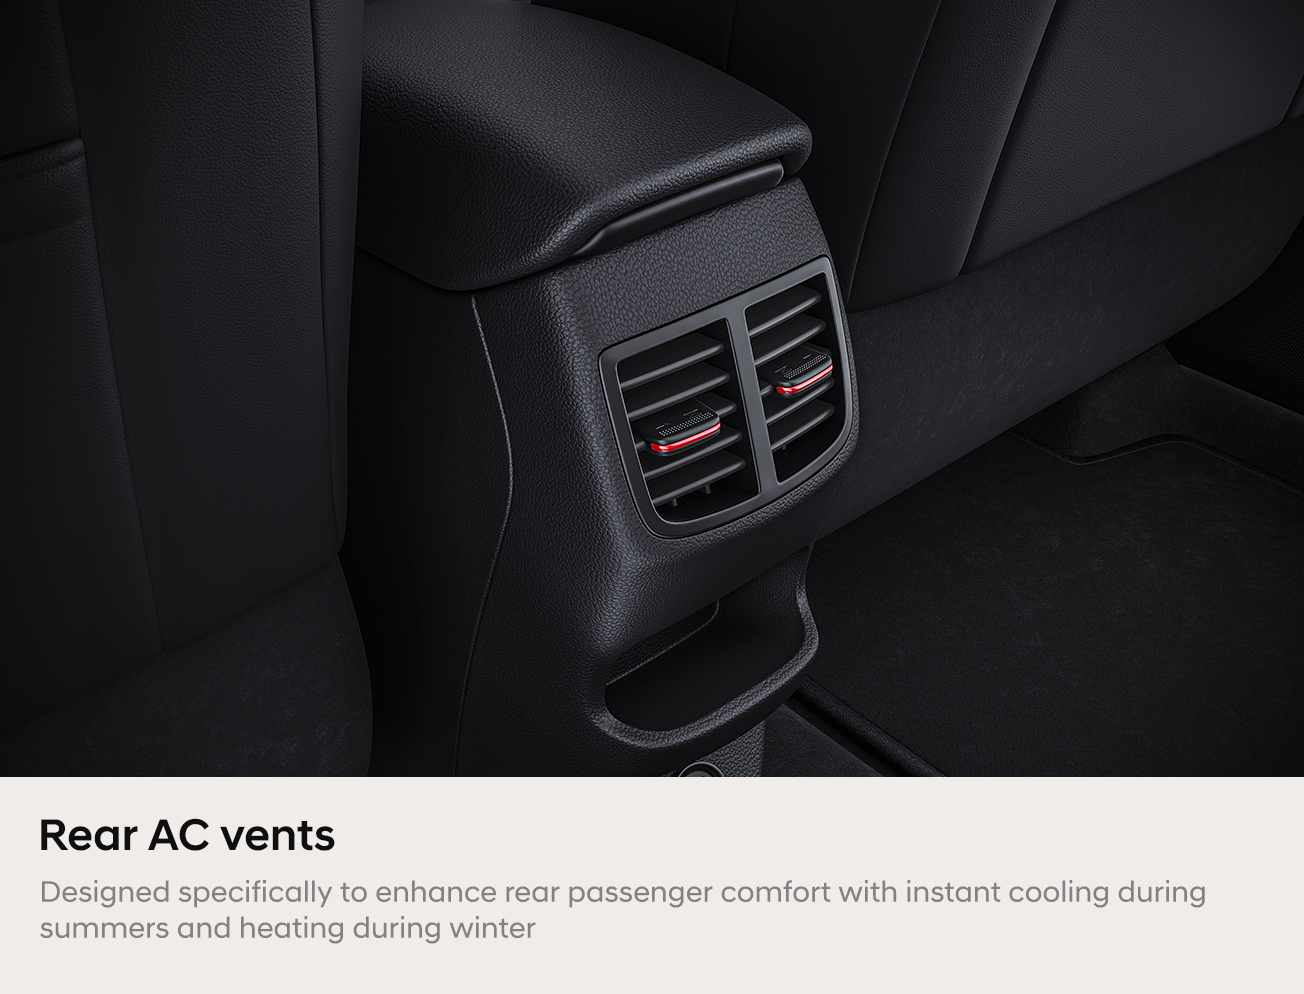 Rear AC vents
Designed specifically to enhance rear passenger comfort with instant cooling during
summers and heating during winter